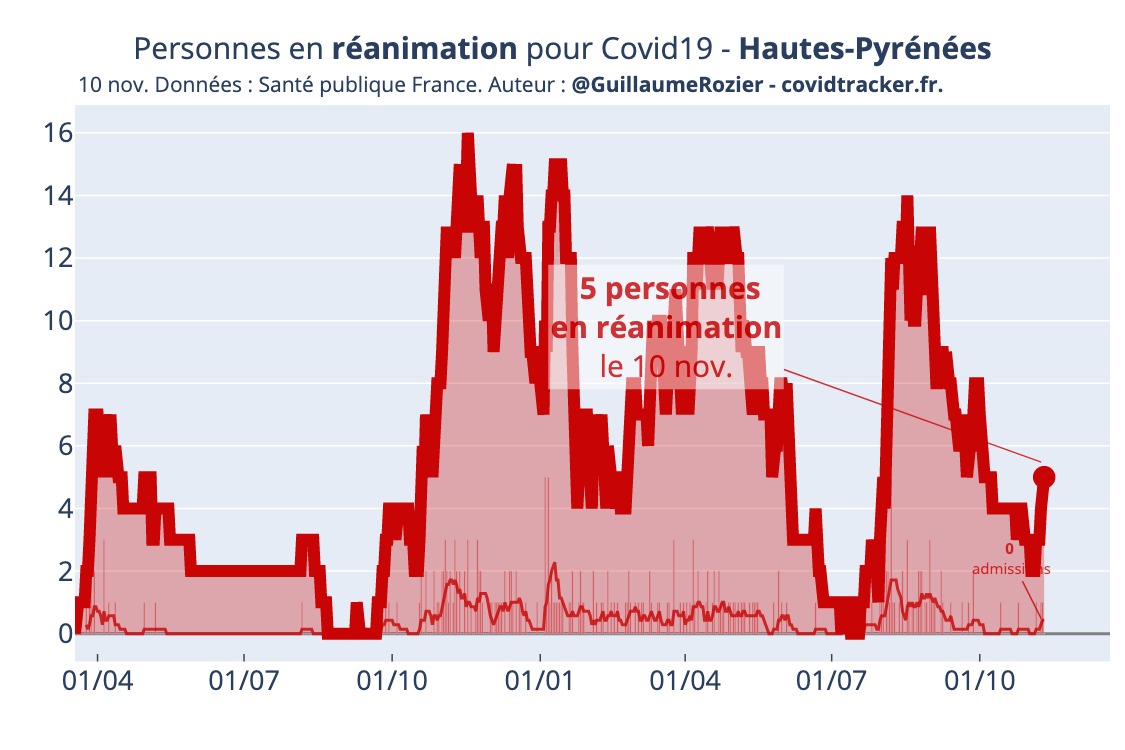 Personnes en réanimation pour Covid19 - Hautes-Pyrénées
10 nov. Données : Santé publique France. Auteur : @GuillaumeRozier - covidtracker.fr.
16
14
12
10
8
6
4
2
0
5 personnes
en réanimation
le 10 nov.
0
admissions
01/04
01/07
01/10
01/01
01/04
01/07
01/10